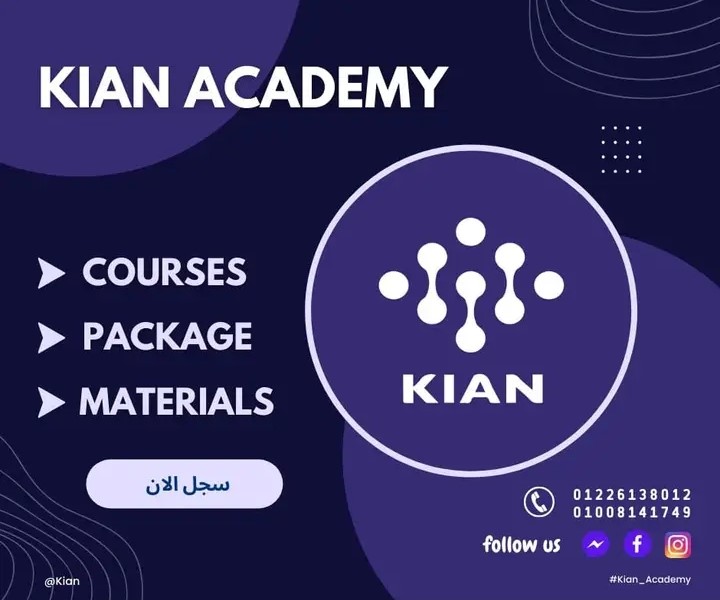 KIAN ACADEMY
COURSES
PACKAGE
MATERIALS
سجل الان
KIAN
01226138012
01008141749
follow us
@Kian
#Kian_Academy